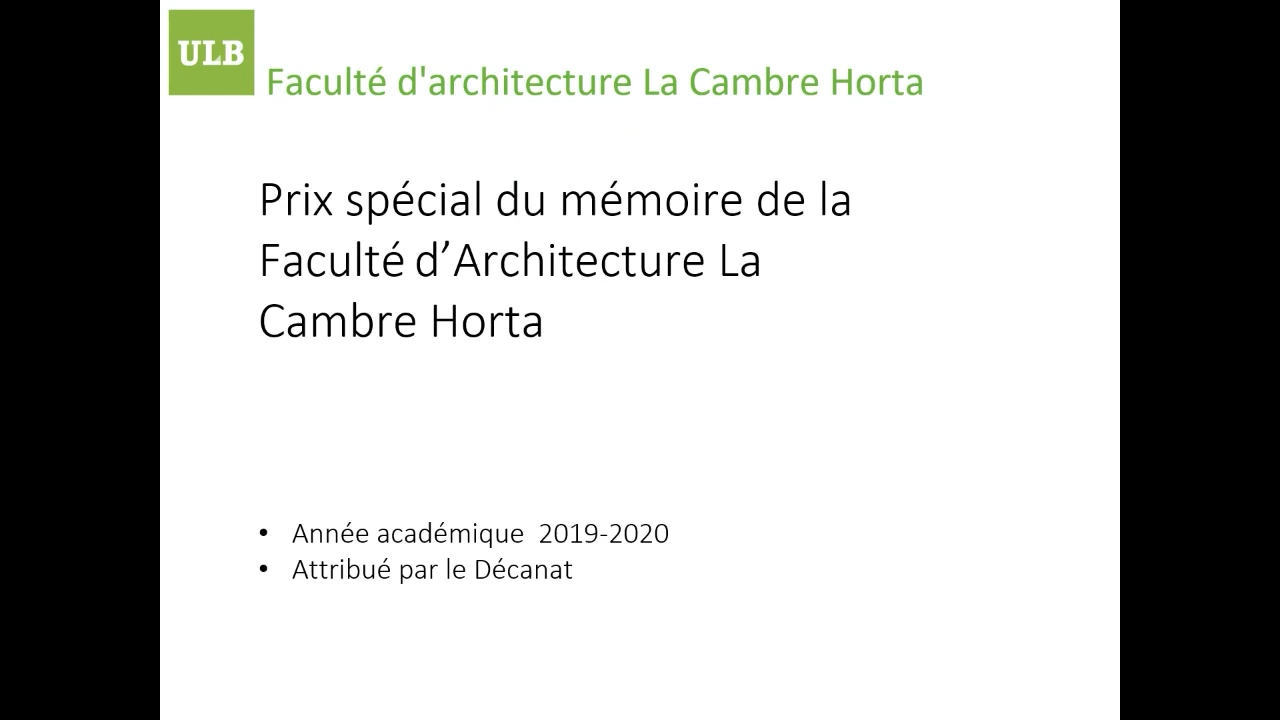 ULB
Faculté d'architecture La Cambre Horta
Prix spécial du mémoire de la
Faculté d’Architecture La
Cambre Horta
• Année académique 2019-2020
• Attribué par le Décanat